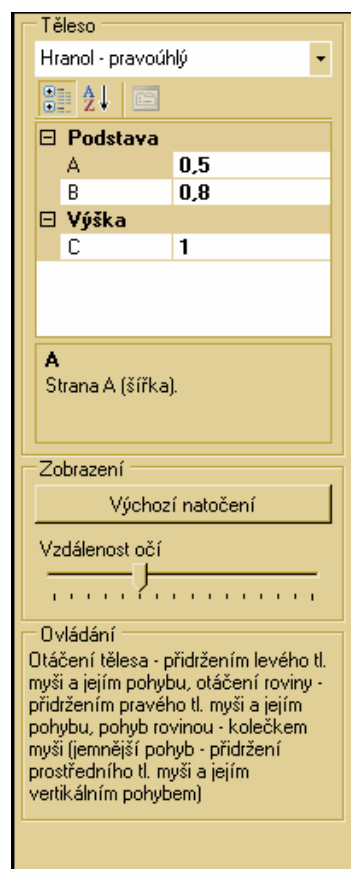 Těleso
Hranol - pravoúhlý
Podstava
A 0,5
B 0,8
Výška
C 1
A
Strana A (šířka).
Zobrazení
Výchozí natočení
Vzdálenost očí
Ovládání
Otáčení tělesa - přidržením levého tl.
myši a jejím pohybu, otáčení roviny -
přidržením pravého tl. myši a jejím
pohybu, pohyb rovinou - kolečkem
myši (jemnější pohyb - přidržení
prostředního tl. myši a jejím
vertikálním pohybem)